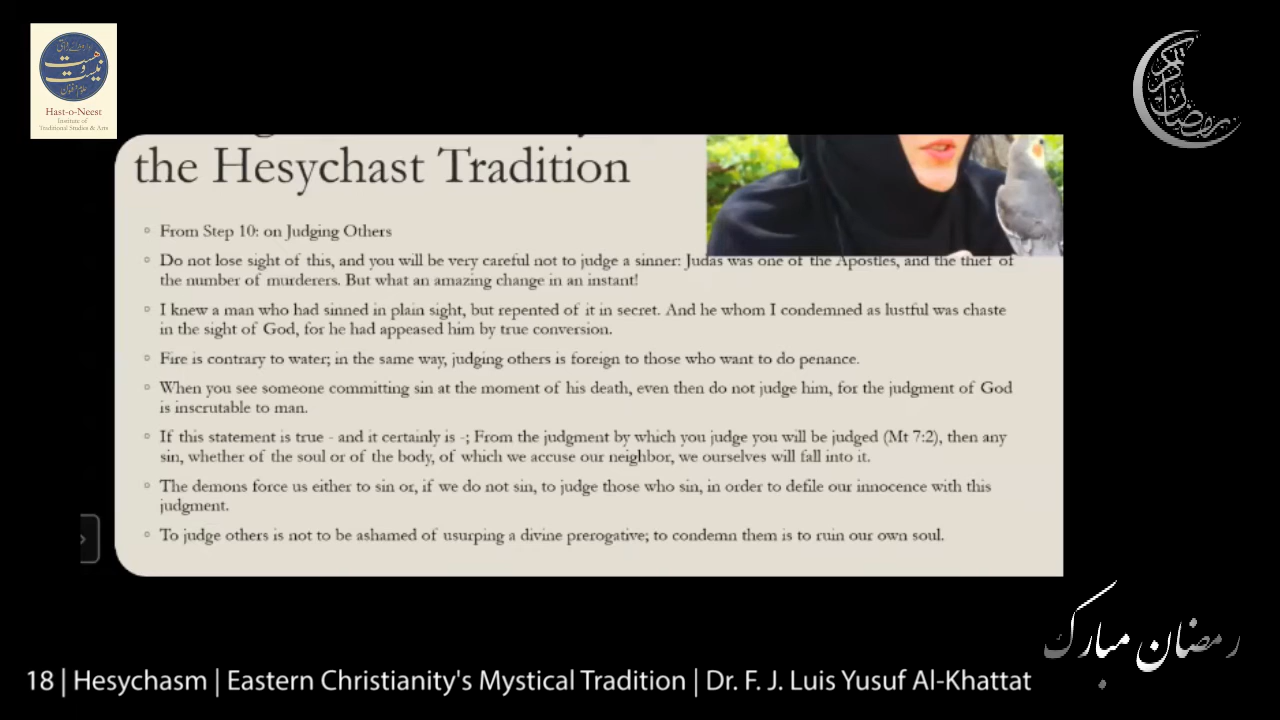 هست
و
نیست
Hast-o-Neest
Institute of
Traditional Studies & Arts
the Hesychast Tradition
From Step 10: on Judging Others
Do not lose sight of this, and you will be very careful not to judge a sinner: Judas was one of the Apostles, and the thief of
the number of murderers. But what an amazing change in an instant!
I knew a man who had sinned in plain sight, but repented of it in secret. And he whom I condemned as lustful was chaste
in the sight of God, for he had appeased him by true conversion.
Fire is contrary to water; in the same way, judging others is foreign to those who want to do penance.
When you see someone committing sin at the moment of his death, even then do not judge him, for the judgment of God
is inscrutable to man.
If this statement is true - and it certainly is -; From the judgment by which you judge you will be judged (Mt 7:2), then any
sin, whether of the soul or of the body, of which we accuse our neighbor, we ourselves will fall into it.
The demons force us either to sin or, if we do not sin, to judge those who sin, in order to defile our innocence with this
judgment.
To judge others is not to be ashamed of usurping a divine prerogative; to condemn them is to ruin our own soul.
رمضان مبارک
18 | Hesychasm | Eastern Christianity's Mystical Tradition | Dr. F. J. Luis Yusuf Al-Khattat